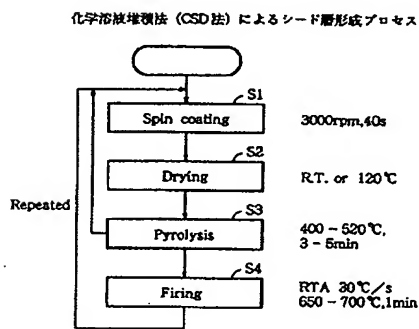 化学溶液堆積法（CSD法）によるシード層形成プロセス
S1
Spin coating
3000rpm,40s
S2
Drying
R.T. or 120℃
Repeated
S3
Pyrolysis
400 ~ 520℃,
3 - 5min
S4
Firing
RTA 30℃/s
650 - 700℃,1min